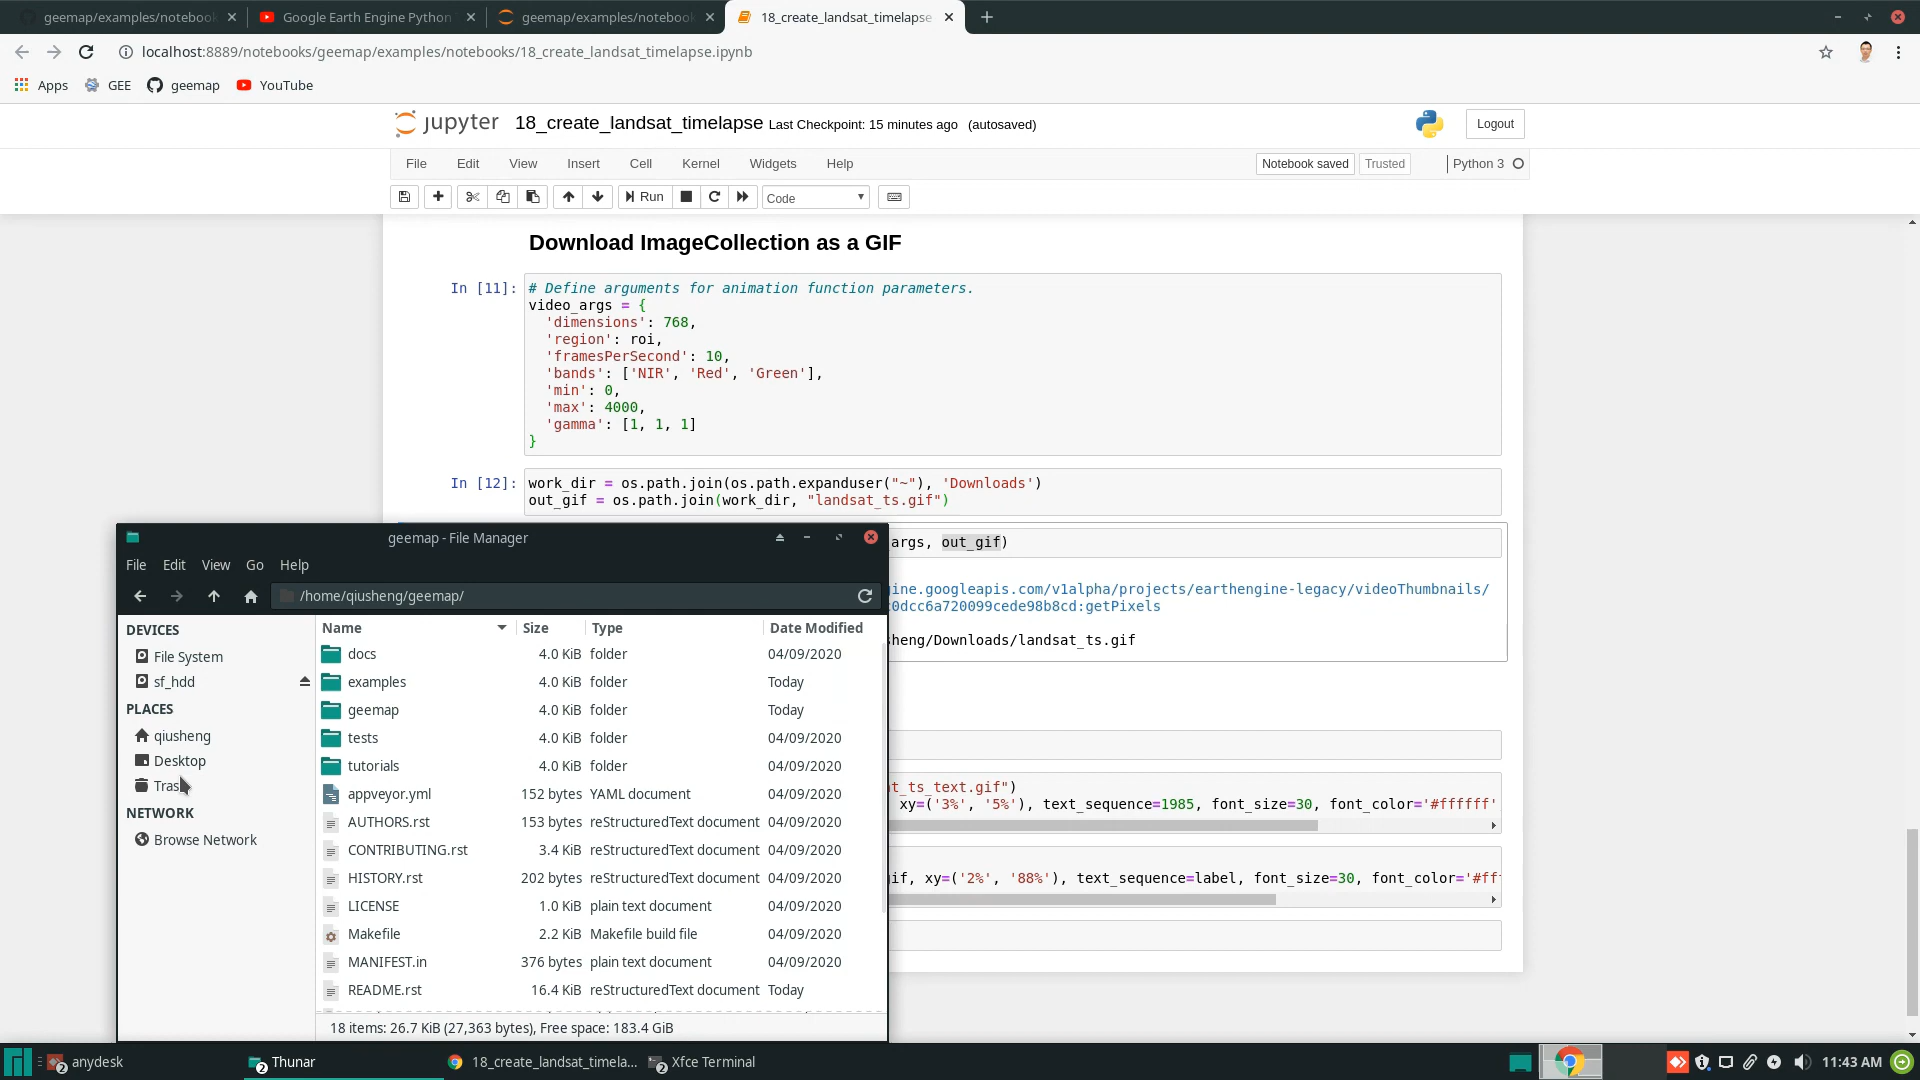 geemap/examples/notebook
Google Earth Engine Python
geemap/examples/notebook
18_create_landsat_timelapse
localhost:8889/notebooks/geemap/examples/notebooks/18_create_landsat_timelapse.ipynb
Apps GEE geemap YouTube
jupyter 18_create_landsat_timelapse Last Checkpoint: 15 minutes ago (autosaved)
Logout
File Edit View Insert Cell Kernel Widgets Help
Notebook saved Trusted Python 3
Run Code
Download ImageCollection as a GIF
In [11]: # Define arguments for animation function parameters.
video_args = {
'dimensions': 768,
'region': roi,
'framesPerSecond': 10,
'bands': ['NIR', 'Red', 'Green'],
'min': 0,
'max': 4000,
'gamma': [1, 1, 1]
}
In [12]: work_dir = os.path.join(os.path.expanduser("~"), 'Downloads')
out_gif = os.path.join(work_dir, "landsat_ts.gif")
args, out_gif)
ine.googleapis.com/v1alpha/projects/earthengine-legacy/videoThumbnails/
c0dcc6a720099cede98b8cd:getPixels
sheng/Downloads/landsat_ts.gif
t_ts_text.gif")
xy=('3%', '5%'), text_sequence=1985, font_size=30, font_color='#ffffff'
if, xy=('2%', '88%'), text_sequence=label, font_size=30, font_color='#fff
geemap - File Manager
File Edit View Go Help
/home/qiusheng/geemap/
DEVICES
File System
sf_hdd
PLACES
qiusheng
Desktop
Tras
NETWORK
Browse Network
Name Size Type Date Modified
docs 4.0 KiB folder 04/09/2020
examples 4.0 KiB folder Today
geemap 4.0 KiB folder Today
tests 4.0 KiB folder 04/09/2020
tutorials 4.0 KiB folder 04/09/2020
appveyor.yml 152 bytes YAML document 04/09/2020
AUTHORS.rst 153 bytes reStructuredText document 04/09/2020
CONTRIBUTING.rst 3.4 KiB reStructuredText document 04/09/2020
HISTORY.rst 202 bytes reStructuredText document 04/09/2020
LICENSE 1.0 KiB plain text document 04/09/2020
Makefile 2.2 KiB Makefile build file 04/09/2020
MANIFEST.in 376 bytes plain text document 04/09/2020
README.rst 16.4 KiB reStructuredText document Today
18 items: 26.7 KiB (27,363 bytes), Free space: 183.4 GiB
2 anydesk
2 Thunar
18_create_landsat_timela...
2 Xfce Terminal
11:43 AM